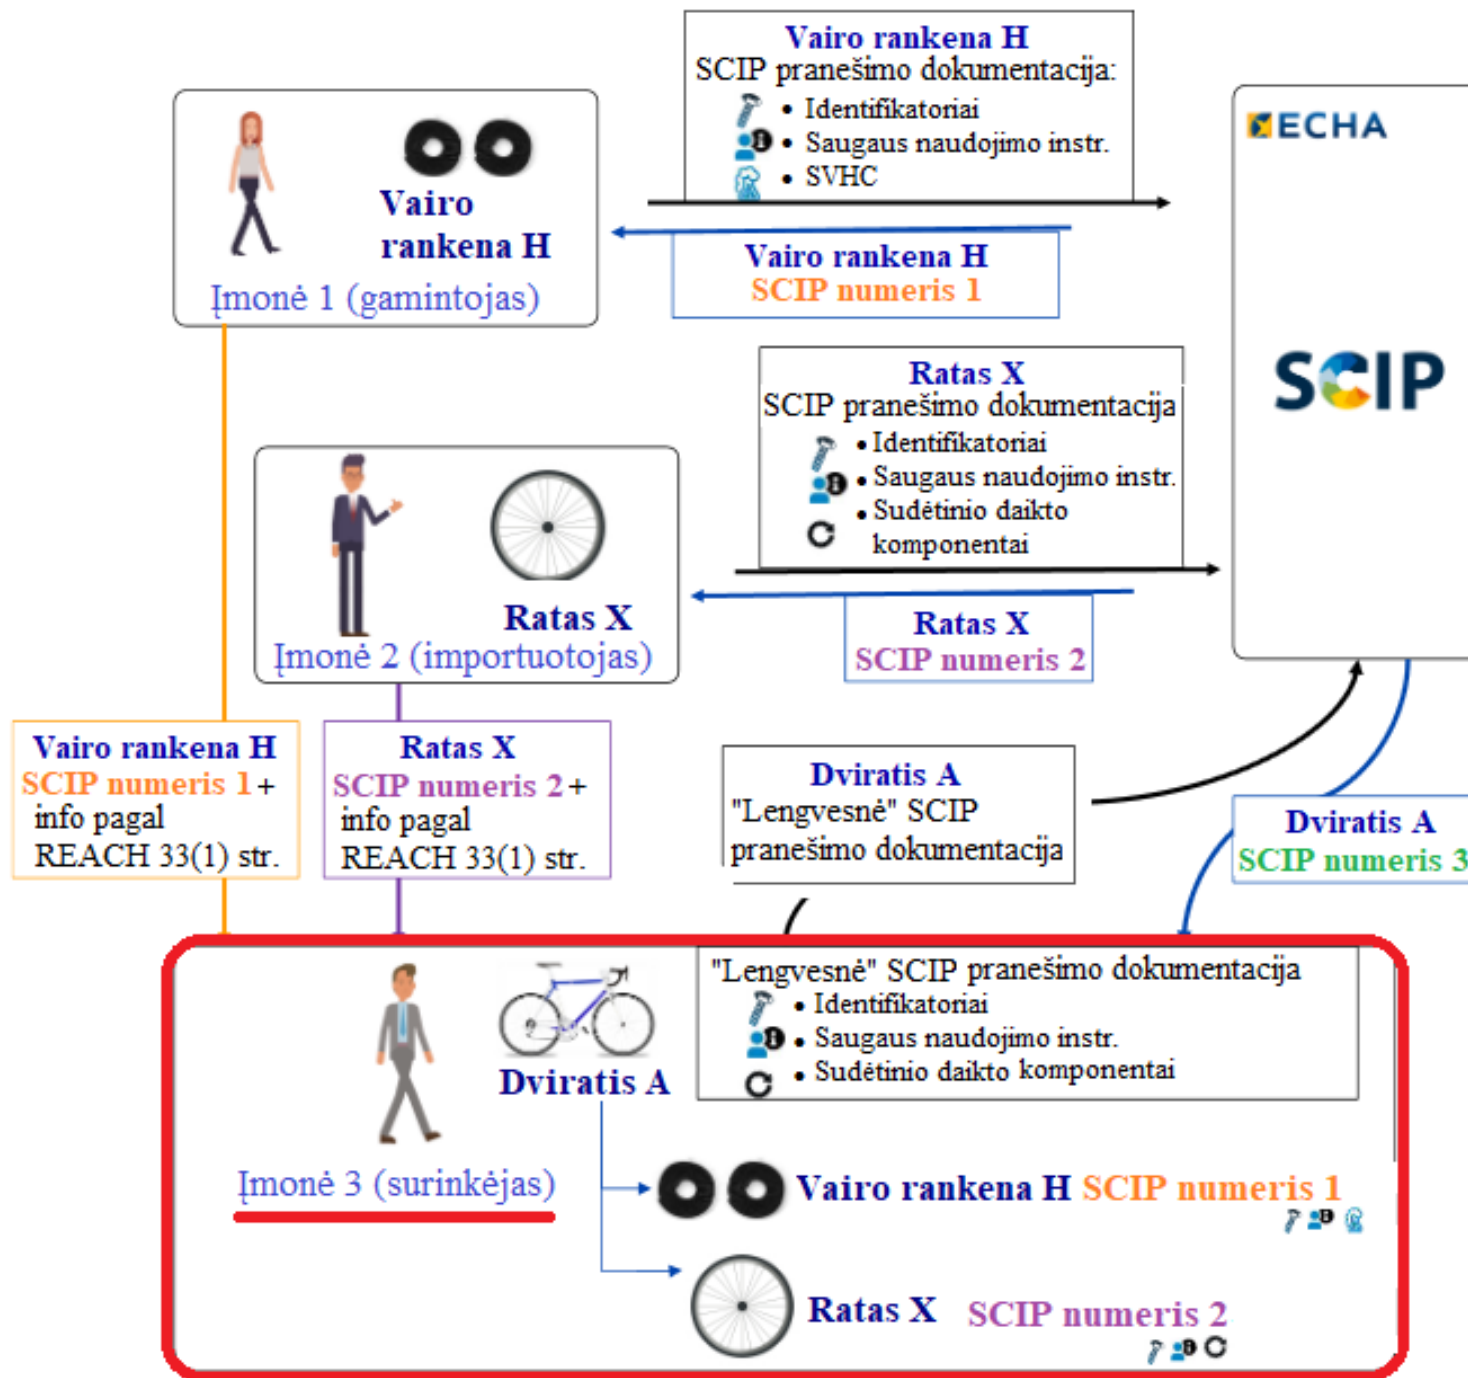 Vairo rankena H
SCIP pranešimo dokumentacija:
• Identifikatoriai
• Saugaus naudojimo instr.
• SVHC
ECHA
SCIP
Vairo
rankena H
Įmonė 1 (gamintojas)
Vairo rankena H
SCIP numeris 1
Ratas X
SCIP pranešimo dokumentacija
• Identifikatoriai
• Saugaus naudojimo instr.
• Sudėtinio daikto
komponentai
Ratas X
Įmonė 2 (importuotojas)
Ratas X
SCIP numeris 2
Vairo rankena H
SCIP numeris 1 +
info pagal
REACH 33(1) str.
Ratas X
SCIP numeris 2 +
info pagal
REACH 33(1) str.
Dviratis A
"Lengvesnė" SCIP
pranešimo dokumentacija
Dviratis A
SCIP numeris 3
"Lengvesnė" SCIP pranešimo dokumentacija
• Identifikatoriai
• Saugaus naudojimo instr.
• Sudėtinio daikto komponentai
Dviratis A
Įmonė 3 (surinkėjas)
Vairo rankena H SCIP numeris 1
Ratas X SCIP numeris 2